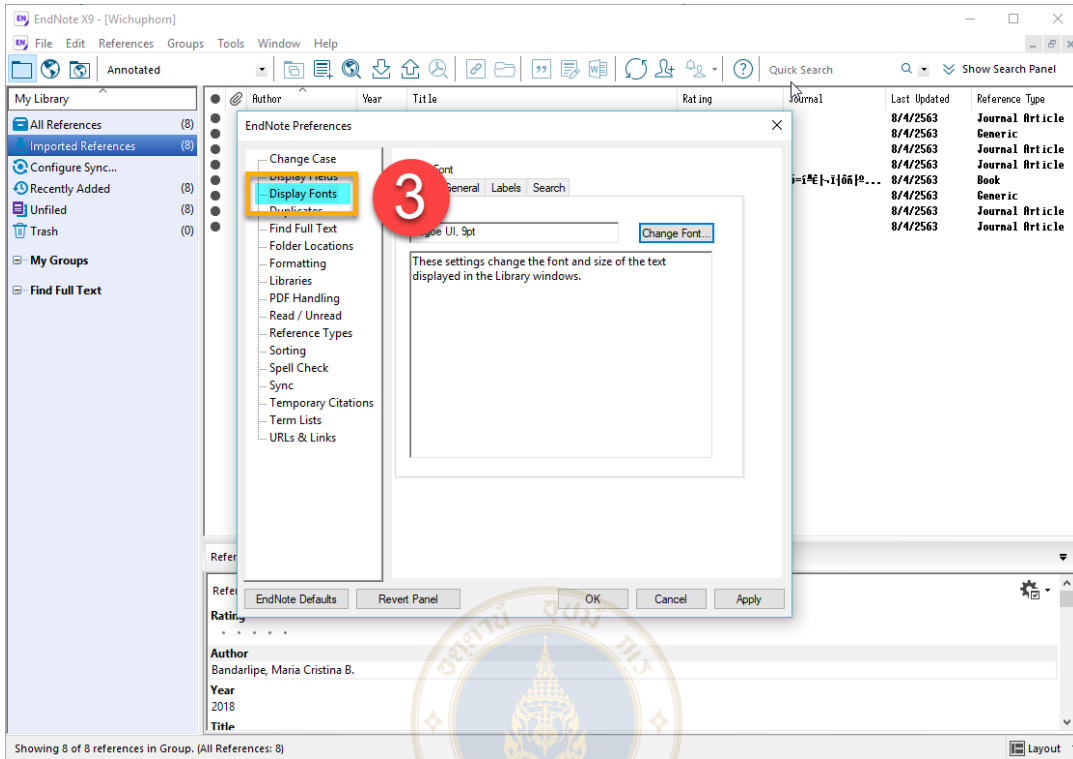 EndNote X9 - [Wichuphorn]
File Edit References Groups Tools Window Help
Annotated
Quick Search
Show Search Panel
My Library
All References (8)
Imported References (8)
Configure Sync...
Recently Added (8)
Unfiled (8)
Trash (0)
My Groups
Find Full Text
Author Year Title Rating Journal Last Updated Reference Type
8/4/2563 Journal Article
8/4/2563 Generic
8/4/2563 Journal Article
8/4/2563 Journal Article
8/4/2563 Book
8/4/2563 Generic
8/4/2563 Journal Article
8/4/2563 Journal Article
EndNote Preferences
Change Case
Display Fields
Display Fonts
Duplicates
Find Full Text
Folder Locations
Formatting
Libraries
PDF Handling
Read / Unread
Reference Types
Sorting
Spell Check
Sync
Temporary Citations
Term Lists
URLs & Links
3
Font
General Labels Search
UI, 9pt
Change Font...
These settings change the font and size of the text
displayed in the Library windows.
EndNote Defaults Revert Panel OK Cancel Apply
Rating
Author
Bandarlipe, Maria Cristina B.
Year
2018
Title
Showing 8 of 8 references in Group. (All References: 8)
Layout